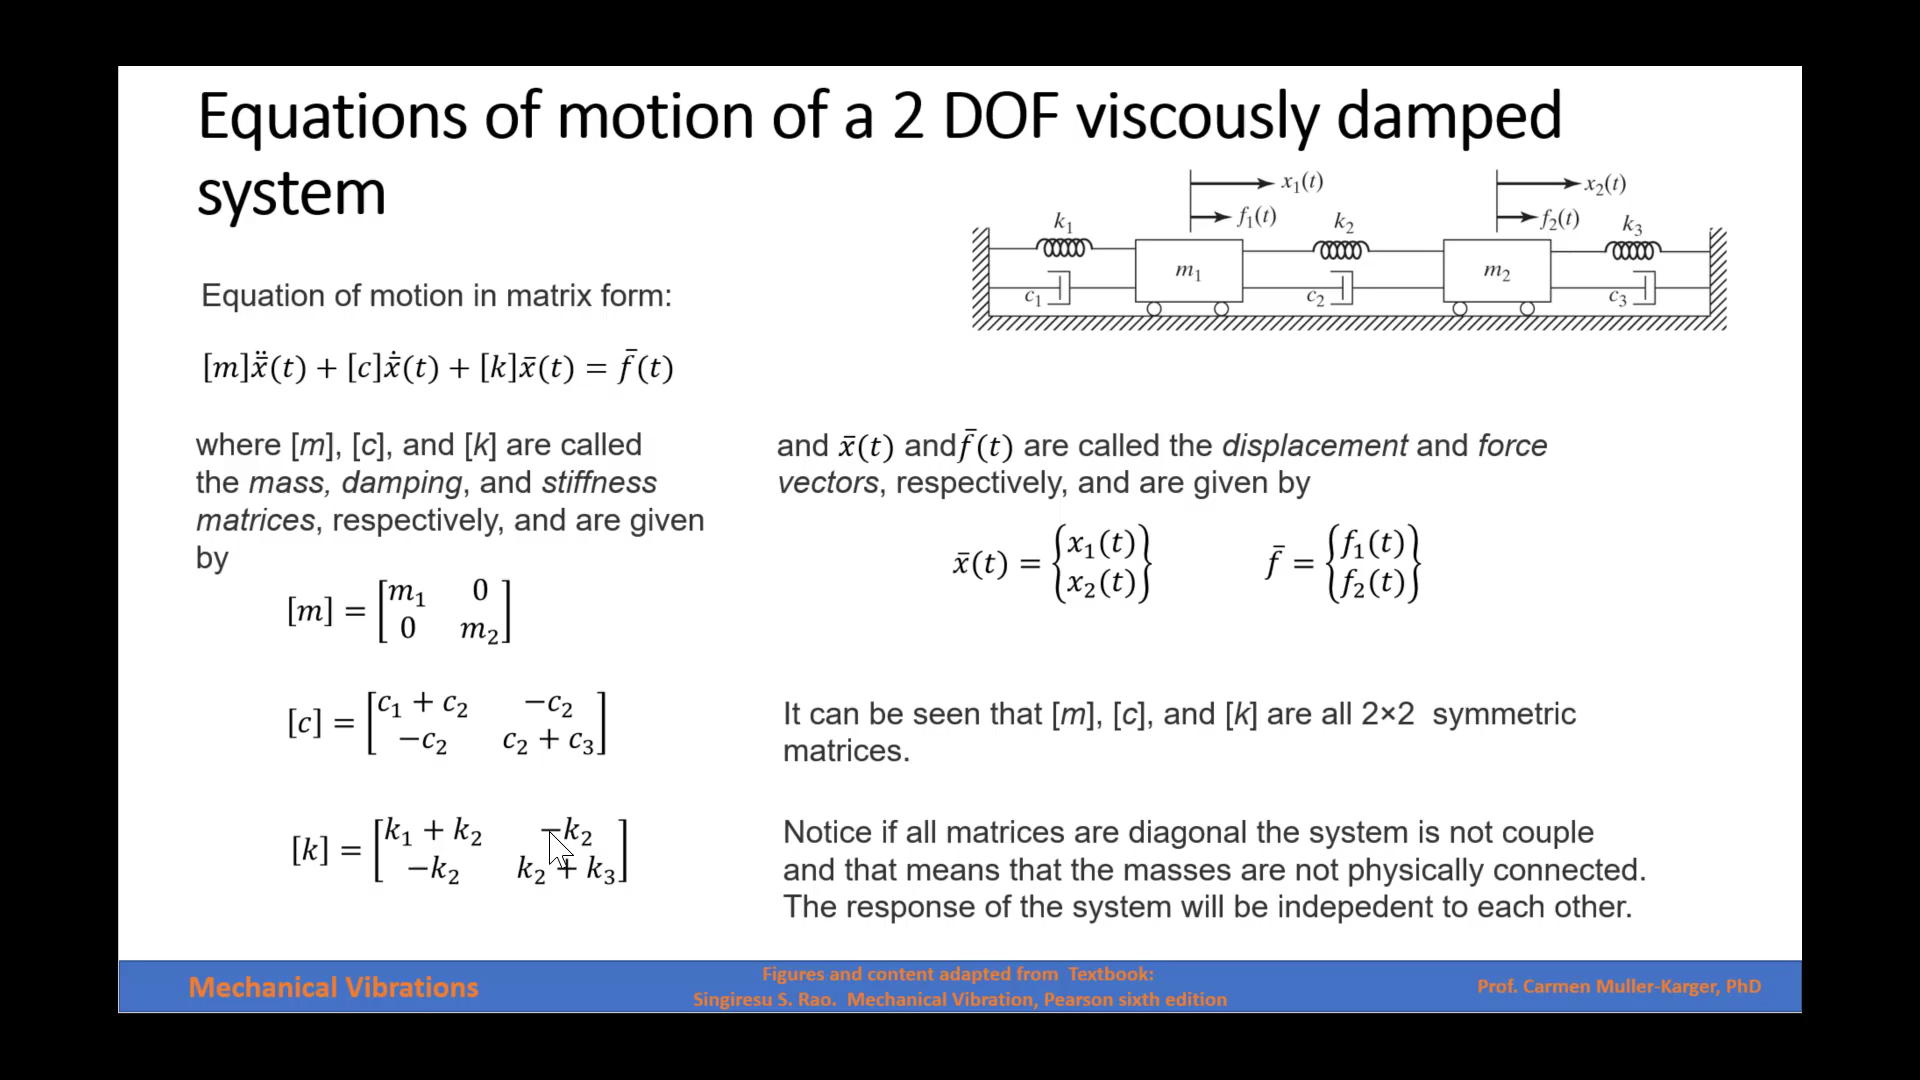 Equations of motion of a 2 DOF viscously damped
system
x₁(t)
f₁(t)
x₂(t)
f₂(t)
k₁
k₂
k₃
m₁
m₂
c₁
c₂
c₃
Equation of motion in matrix form:
[m]ẍ̄(t) + [c]ẋ̄(t) + [k]x̄(t) = f̄(t)
where [m], [c], and [k] are called
the mass, damping, and stiffness
matrices, respectively, and are given
by
[m] = [m₁ 0
0 m₂]
[c] = [c₁ + c₂ −c₂
−c₂ c₂ + c₃]
[k] = [k₁ + k₂ −k₂
−k₂ k₂ + k₃]
and x̄(t) and f̄(t) are called the displacement and force
vectors, respectively, and are given by
x̄(t) = {x₁(t)
x₂(t)}
f̄ = {f₁(t)
f₂(t)}
It can be seen that [m], [c], and [k] are all 2×2 symmetric
matrices.
Notice if all matrices are diagonal the system is not couple
and that means that the masses are not physically connected.
The response of the system will be indepedent to each other.
Mechanical Vibrations
Figures and content adapted from Textbook:
Singiresu S. Rao. Mechanical Vibration, Pearson sixth edition
Prof. Carmen Muller-Karger, PhD